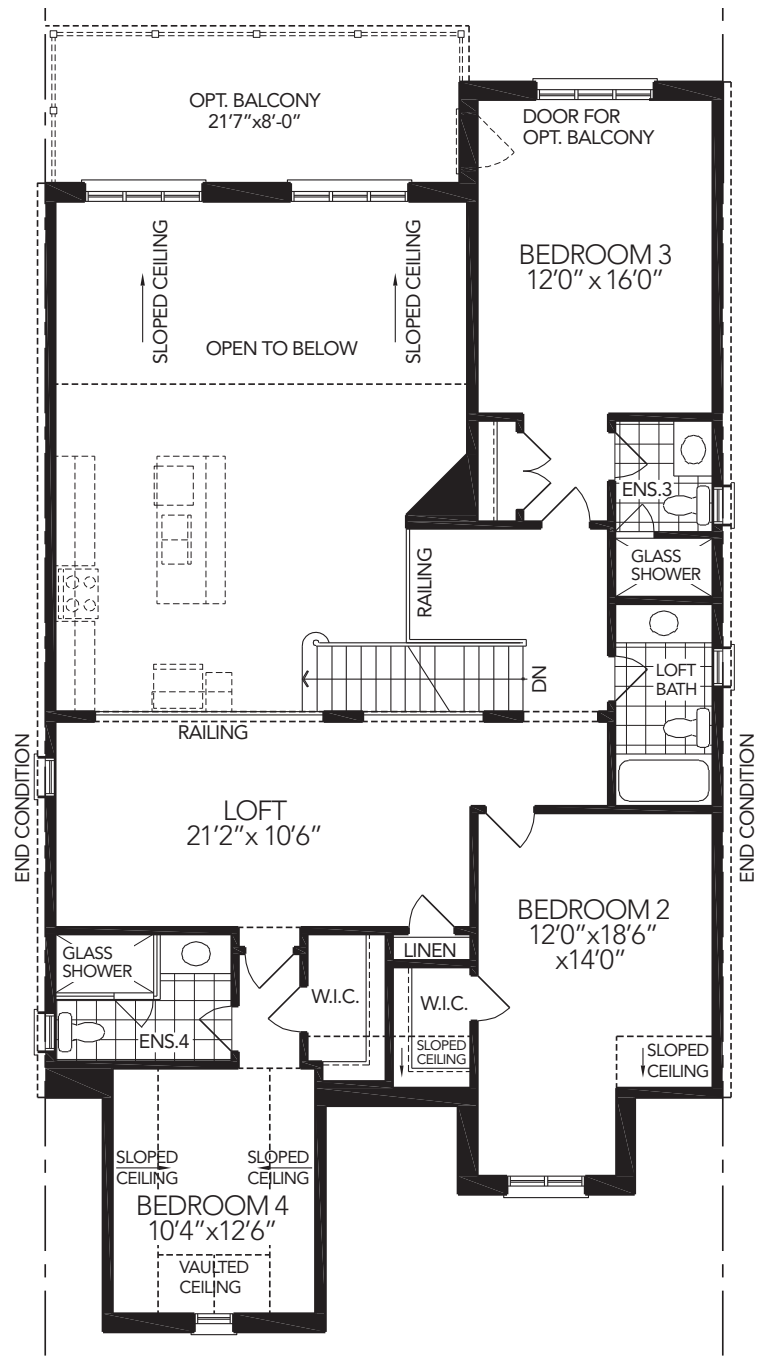 OPT. BALCONY
21'7"x8'-0"
DOOR FOR
OPT. BALCONY
SLOPED CEILING
SLOPED CEILING
BEDROOM 3
12'0" x 16'0"
OPEN TO BELOW
ENS.3
RAILING
GLASS
SHOWER
DN
LOFT
BATH
RAILING
END CONDITION
END CONDITION
LOFT
21'2"x 10'6"
BEDROOM 2
12'0"x18'6"
x14'0"
GLASS
SHOWER
LINEN
W.I.C.
W.I.C.
ENS.4
SLOPED
CEILING
SLOPED
CEILING
SLOPED
CEILING
SLOPED
CEILING
BEDROOM 4
10'4"x12'6"
VAULTED
CEILING